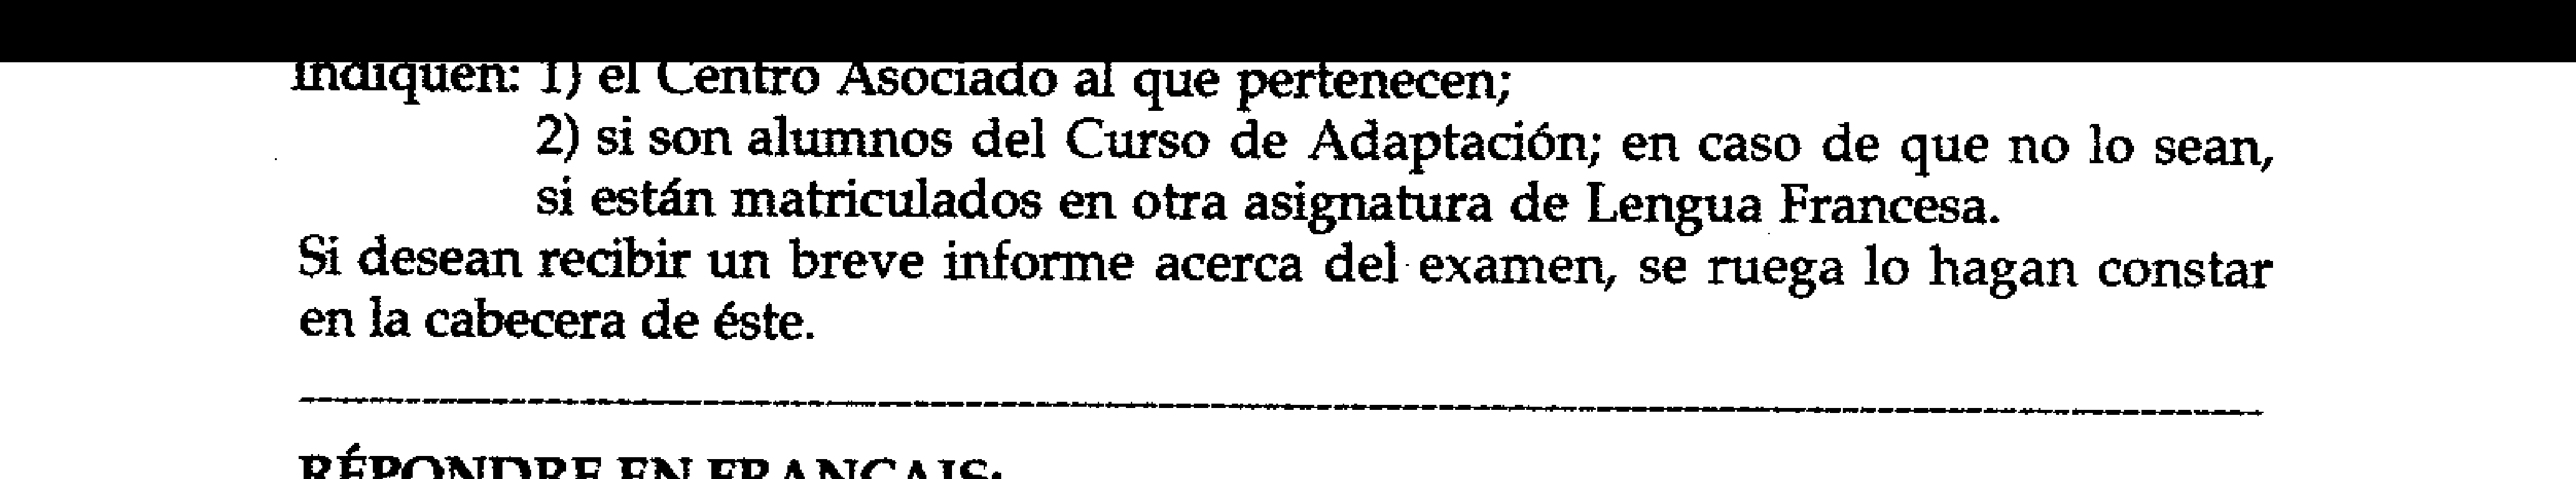 indiquen: 1) el Centro Asociado al que pertenecen;
2) si son alumnos del Curso de Adaptación; en caso de que no lo sean,
si están matriculados en otra asignatura de Lengua Francesa.
Si desean recibir un breve informe acerca del examen, se ruega lo hagan constar
en la cabecera de éste.
RÉPONDRE EN FRANÇAIS: